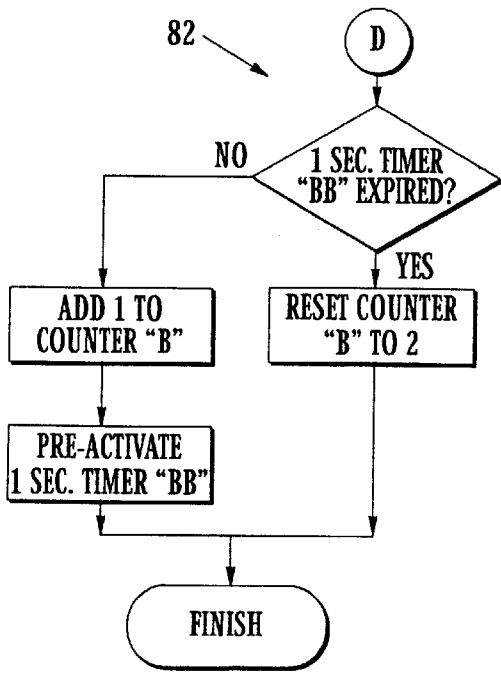 82
D
1 SEC. TIMER
"BB" EXPIRED?
NO
YES
ADD 1 TO
COUNTER "B"
RESET COUNTER
"B" TO 2
PRE-ACTIVATE
1 SEC. TIMER "BB"
FINISH